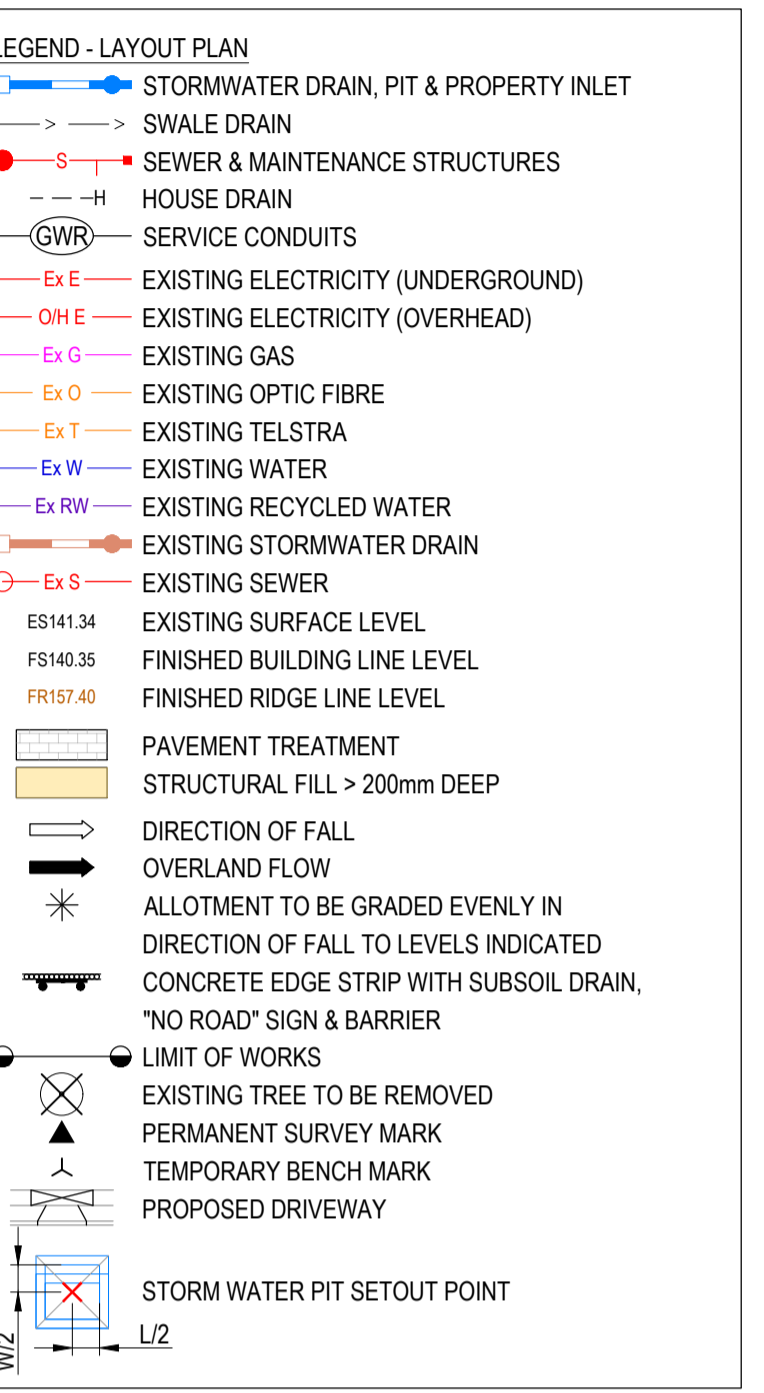 LEGEND - LAYOUT PLAN
STORMWATER DRAIN, PIT & PROPERTY INLET
> > SWALE DRAIN
S SEWER & MAINTENANCE STRUCTURES
H HOUSE DRAIN
GWR SERVICE CONDUITS
Ex E EXISTING ELECTRICITY (UNDERGROUND)
O/H E EXISTING ELECTRICITY (OVERHEAD)
Ex G EXISTING GAS
Ex O EXISTING OPTIC FIBRE
Ex T EXISTING TELSTRA
Ex W EXISTING WATER
Ex RW EXISTING RECYCLED WATER
EXISTING STORMWATER DRAIN
Ex S EXISTING SEWER
ES141.34 EXISTING SURFACE LEVEL
FS140.35 FINISHED BUILDING LINE LEVEL
FR157.40 FINISHED RIDGE LINE LEVEL
PAVEMENT TREATMENT
STRUCTURAL FILL > 200mm DEEP
DIRECTION OF FALL
OVERLAND FLOW
ALLOTMENT TO BE GRADED EVENLY IN
DIRECTION OF FALL TO LEVELS INDICATED
CONCRETE EDGE STRIP WITH SUBSOIL DRAIN,
"NO ROAD" SIGN & BARRIER
LIMIT OF WORKS
EXISTING TREE TO BE REMOVED
PERMANENT SURVEY MARK
TEMPORARY BENCH MARK
PROPOSED DRIVEWAY
STORM WATER PIT SETOUT POINT
L/2
W/2